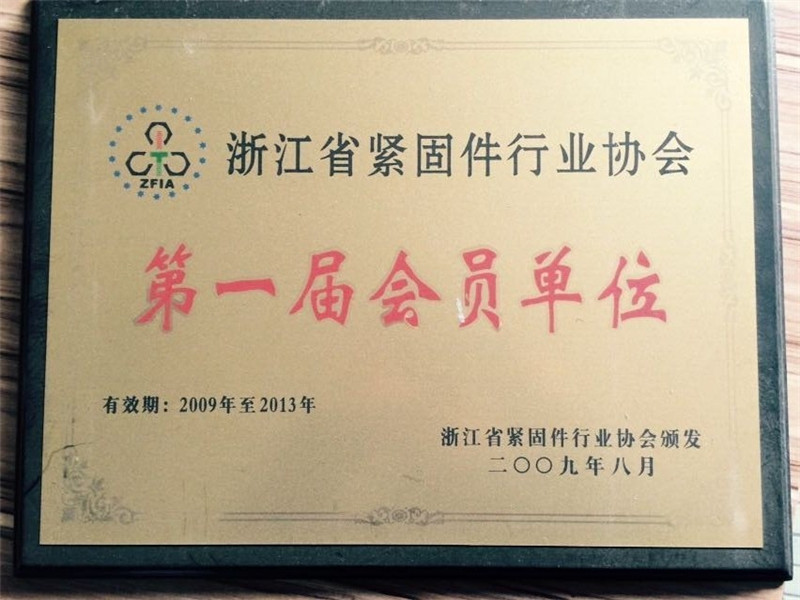 浙江省紧固件行业协会
ZFIA
第一届会员单位
有效期：2009年至2013年
浙江省紧固件行业协会颁发
二〇〇九年八月